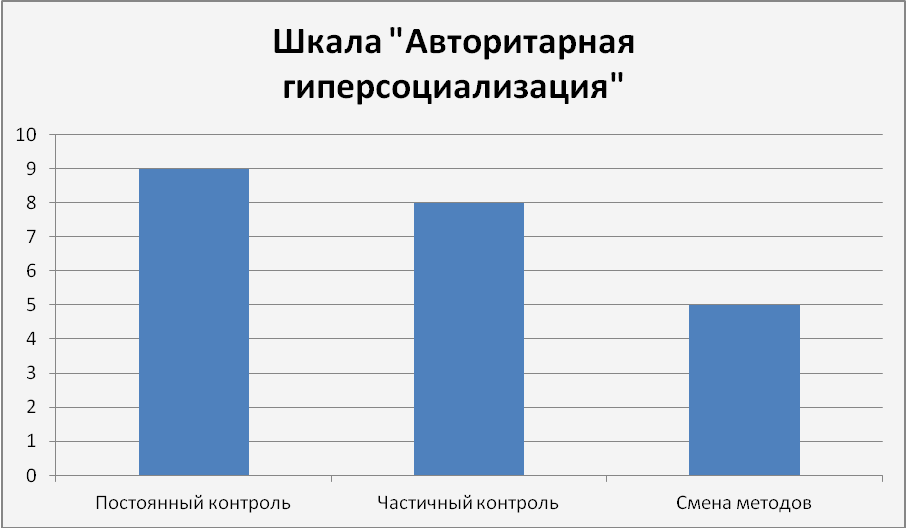 Шкала "Авторитарная
гиперсоциализация"
10
9
8
7
6
5
4
3
2
1
0
Постоянный контроль
Частичный контроль
Смена методов